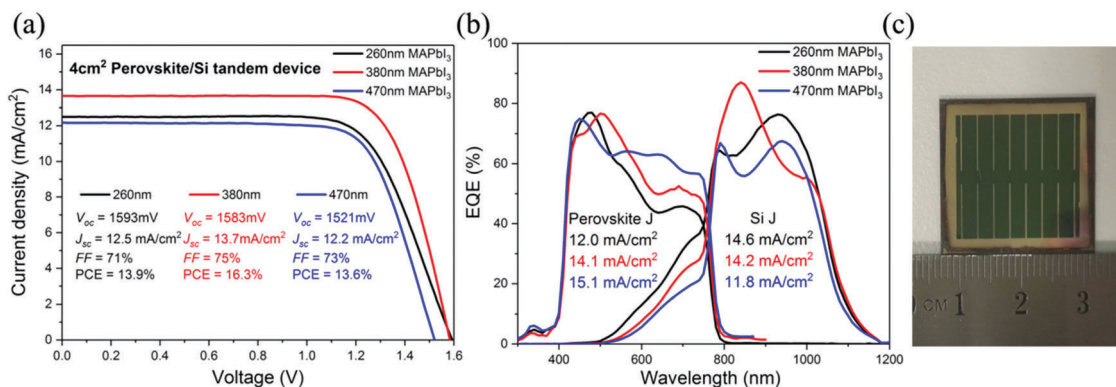 (a)
4cm² Perovskite/Si tandem device
260nm MAPbI₃
380nm MAPbI₃
470nm MAPbI₃
Current density (mA/cm²)
16
14
12
10
8
6
4
2
0
260nm 380nm 470nm
Voc = 1593mV Voc = 1583mV Voc = 1521mV
Jsc = 12.5 mA/cm² Jsc = 13.7mA/cm² Jsc = 12.2 mA/cm²
FF = 71% FF = 75% FF = 73%
PCE = 13.9% PCE = 16.3% PCE = 13.6%
0.0 0.2 0.4 0.6 0.8 1.0 1.2 1.4 1.6
Voltage (V)
(b)
260nm MAPbI₃
380nm MAPbI₃
470nm MAPbI₃
EQE (%)
100
80
60
40
20
0
Perovskite J Si J
12.0 mA/cm² 14.6 mA/cm²
14.1 mA/cm² 14.2 mA/cm²
15.1 mA/cm² 11.8 mA/cm²
400 600 800 1000 1200
Wavelength (nm)
(c)
CM 1 2 3